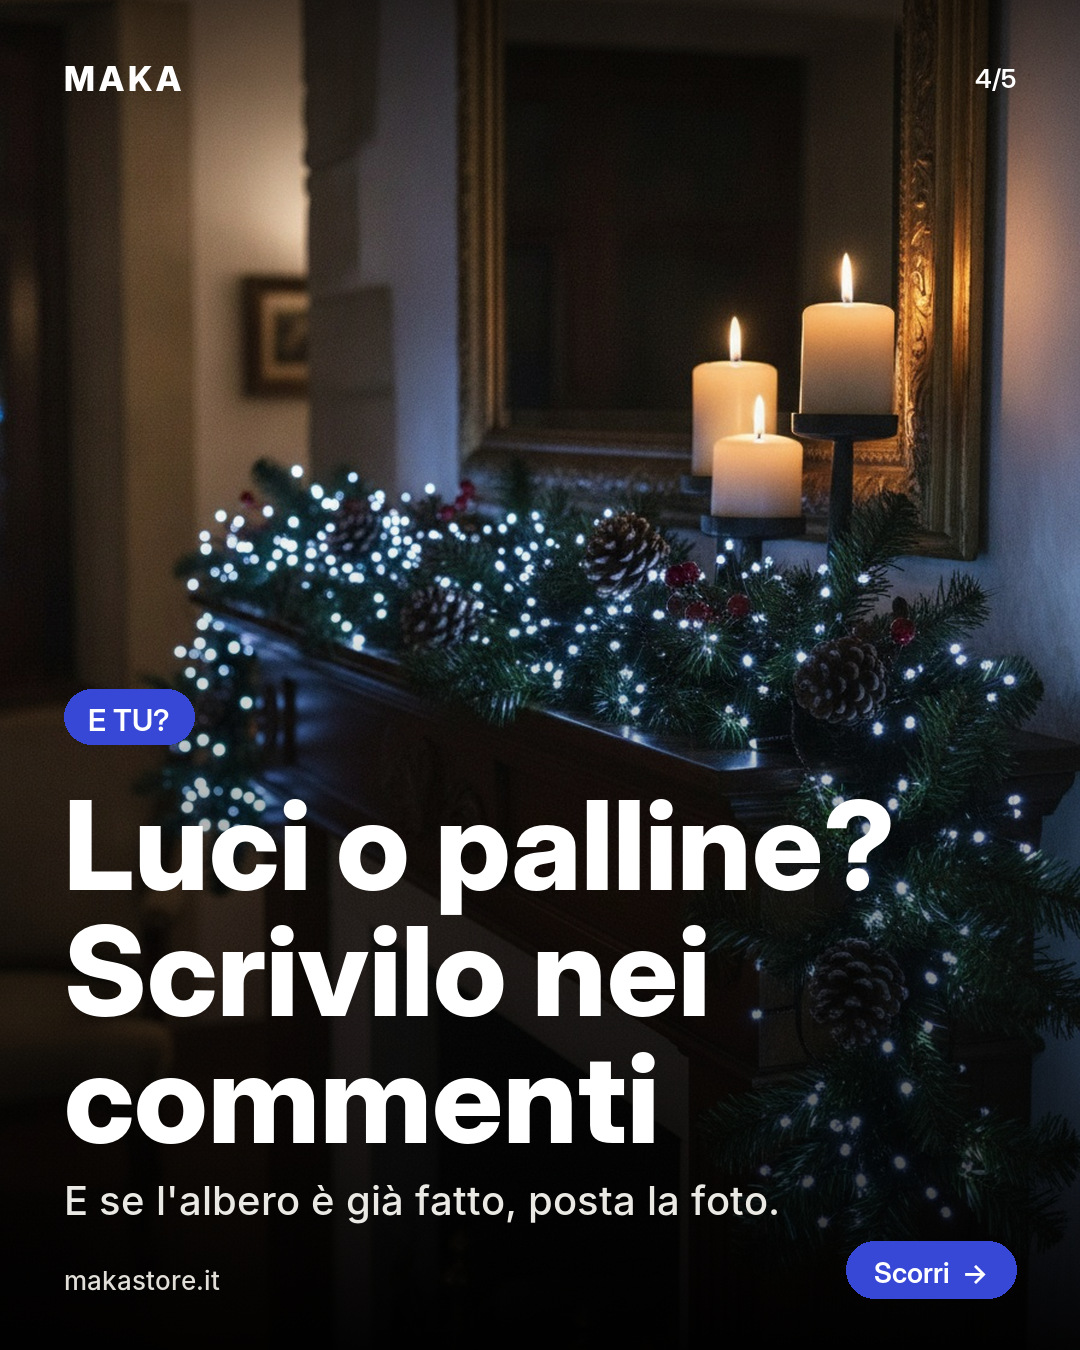 MAKA
4/5
E TU?
Luci o palline?
Scrivilo nei
commenti
E se l'albero è già fatto, posta la foto.
makastore.it
Scorri →